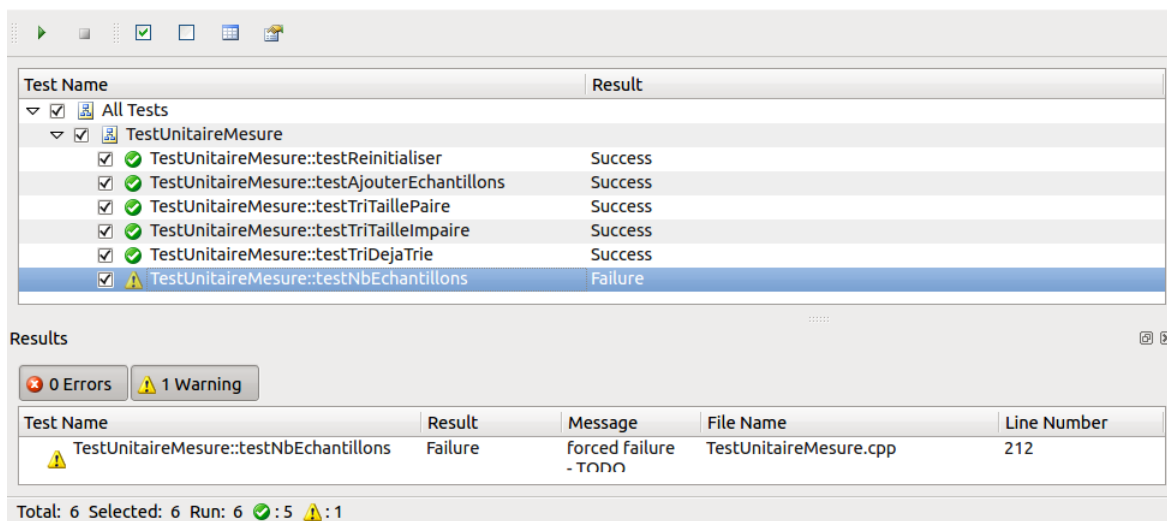 Test Name Result
All Tests
TestUnitaireMesure
TestUnitaireMesure::testReinitialiser Success
TestUnitaireMesure::testAjouterEchantillons Success
TestUnitaireMesure::testTriTaillePaire Success
TestUnitaireMesure::testTriTailleImpaire Success
TestUnitaireMesure::testTriDejaTrie Success
TestUnitaireMesure::testNbEchantillons Failure
Results
0 Errors 1 Warning
Test Name Result Message File Name Line Number
TestUnitaireMesure::testNbEchantillons Failure forced failure TestUnitaireMesure.cpp 212
- TODO
Total: 6 Selected: 6 Run: 6 :5 :1